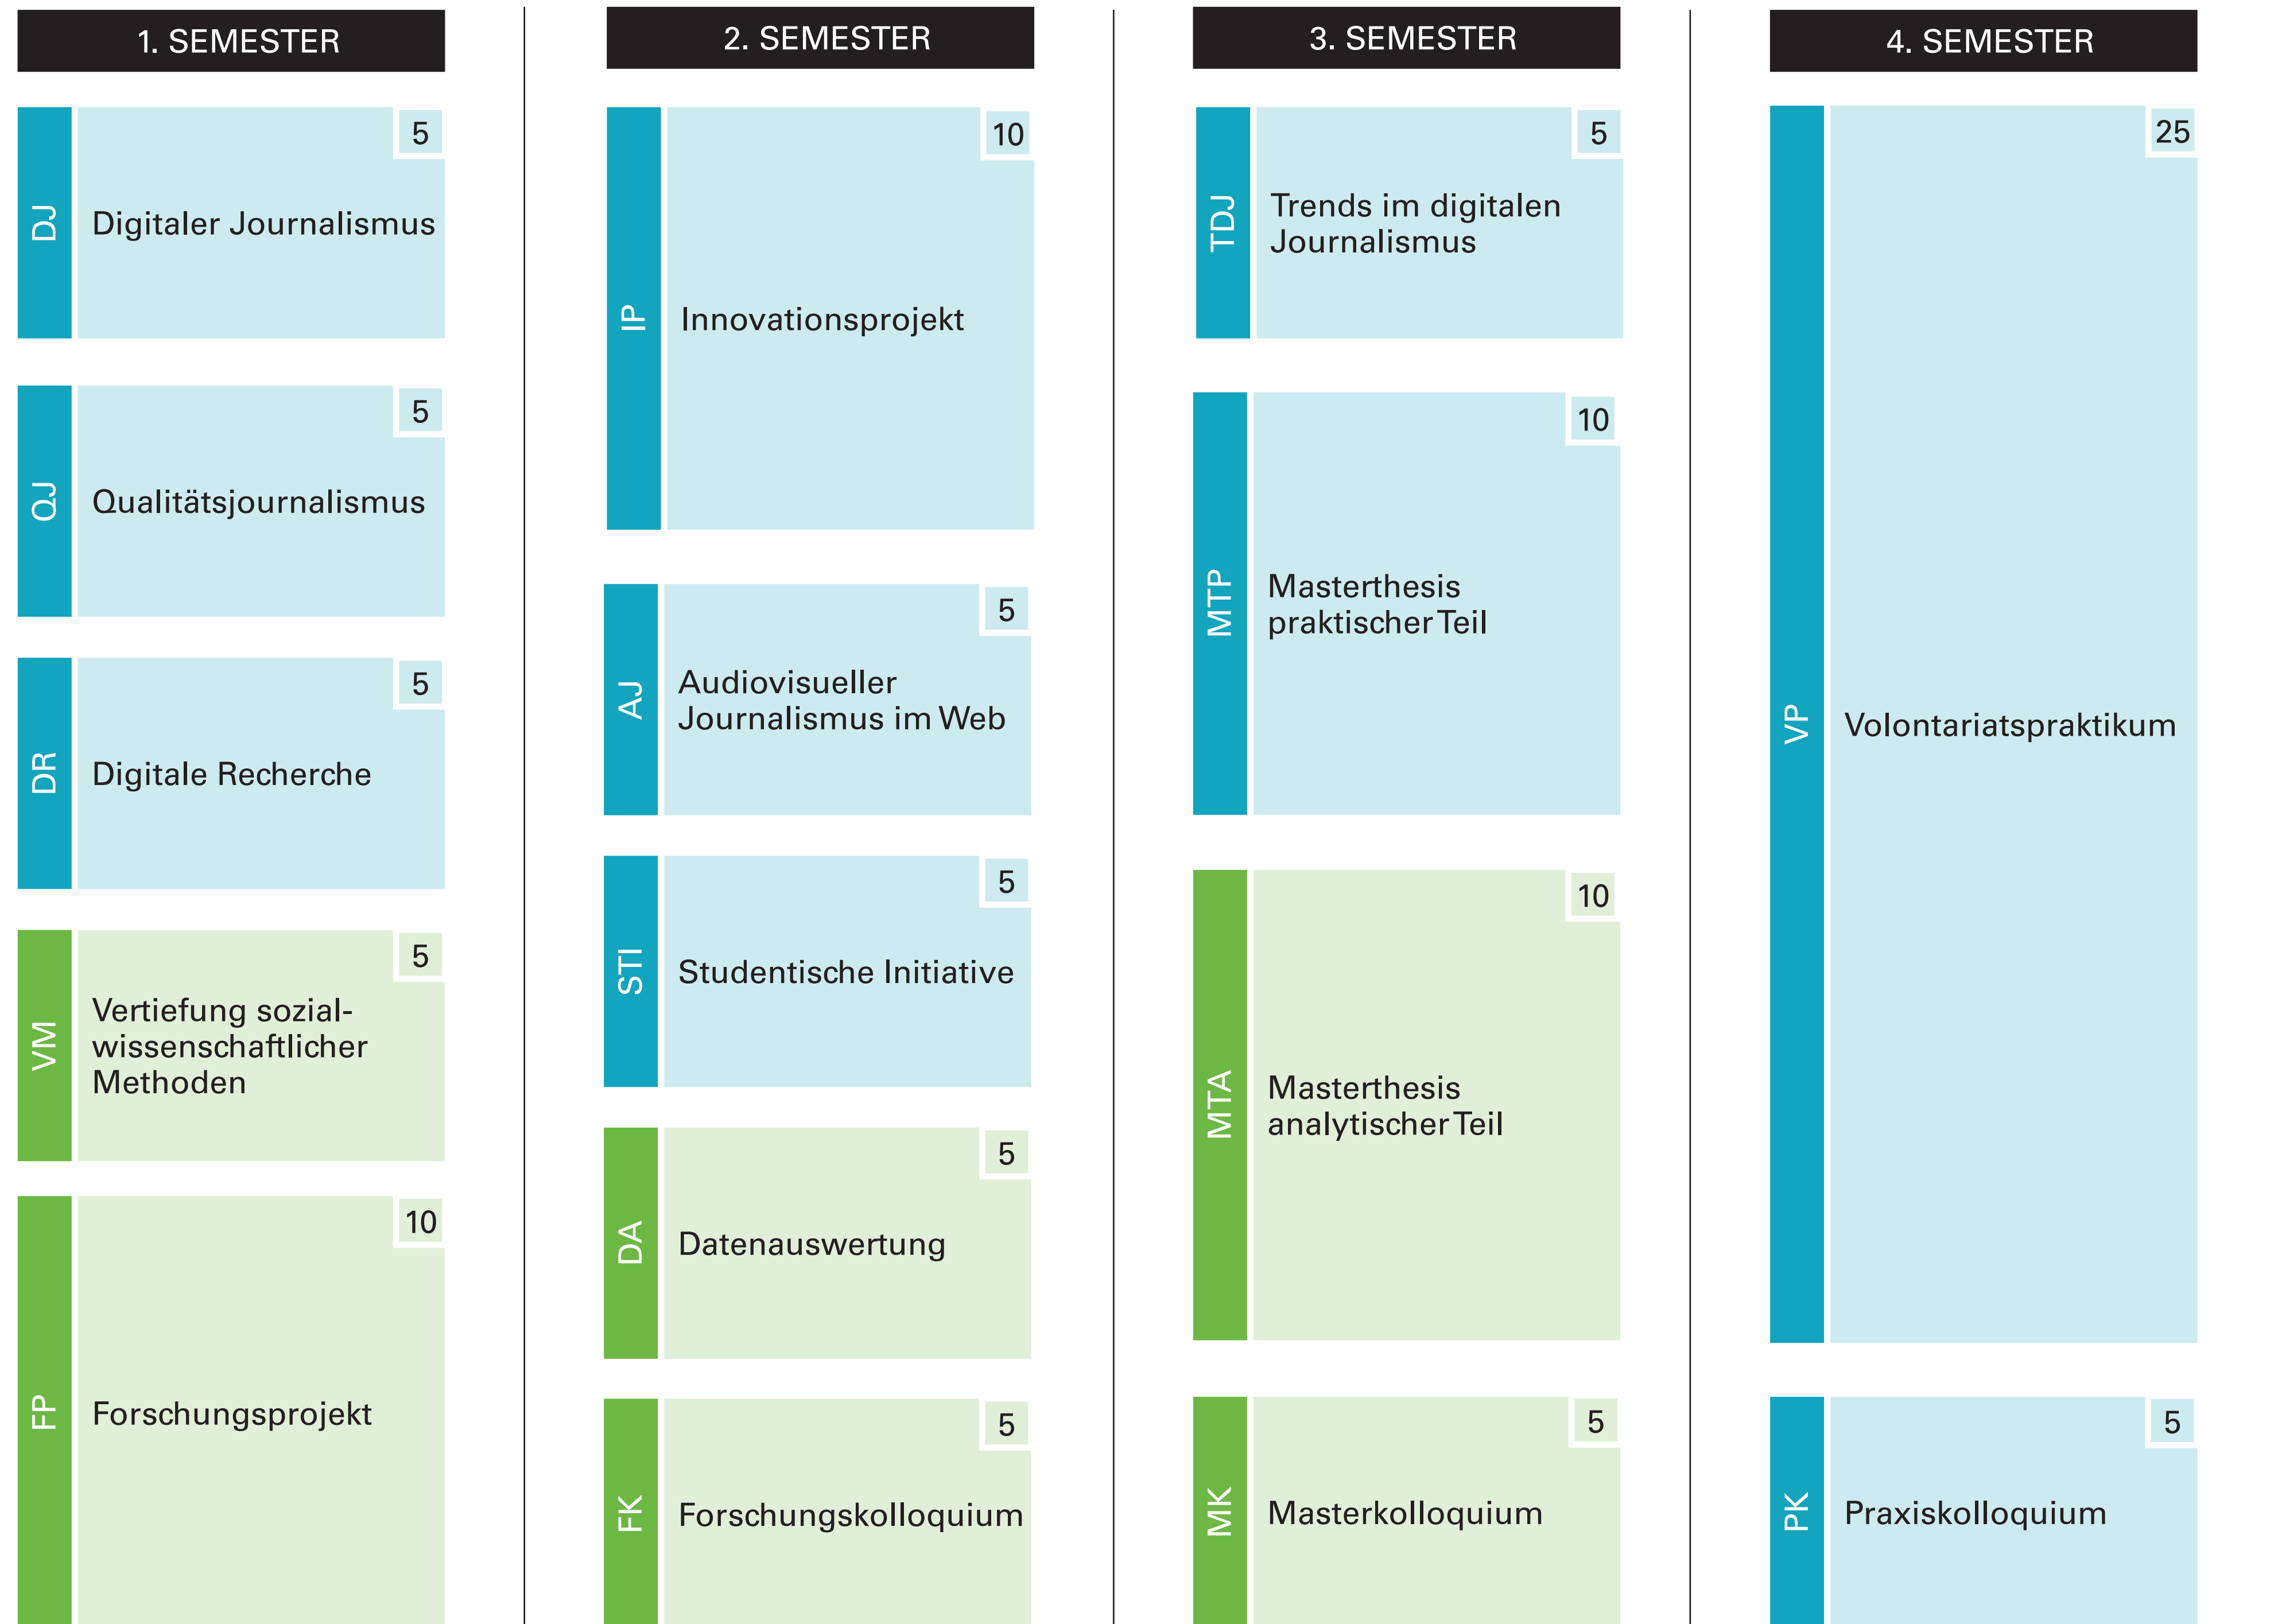 1. SEMESTER
DJ
Digitaler Journalismus
5
QJ
Qualitätsjournalismus
5
DR
Digitale Recherche
5
VM
Vertiefung sozial-
wissenschaftlicher
Methoden
5
FP
Forschungsprojekt
10
2. SEMESTER
IP
Innovationsprojekt
10
AJ
Audiovisueller
Journalismus im Web
5
STI
Studentische Initiative
5
DA
Datenauswertung
5
FK
Forschungskolloquium
5
3. SEMESTER
TDJ
Trends im digitalen
Journalismus
5
MTP
Masterthesis
praktischer Teil
10
MTA
Masterthesis
analytischer Teil
10
MK
Masterkolloquium
5
4. SEMESTER
VP
Volontariatspraktikum
25
PK
Praxiskolloquium
5